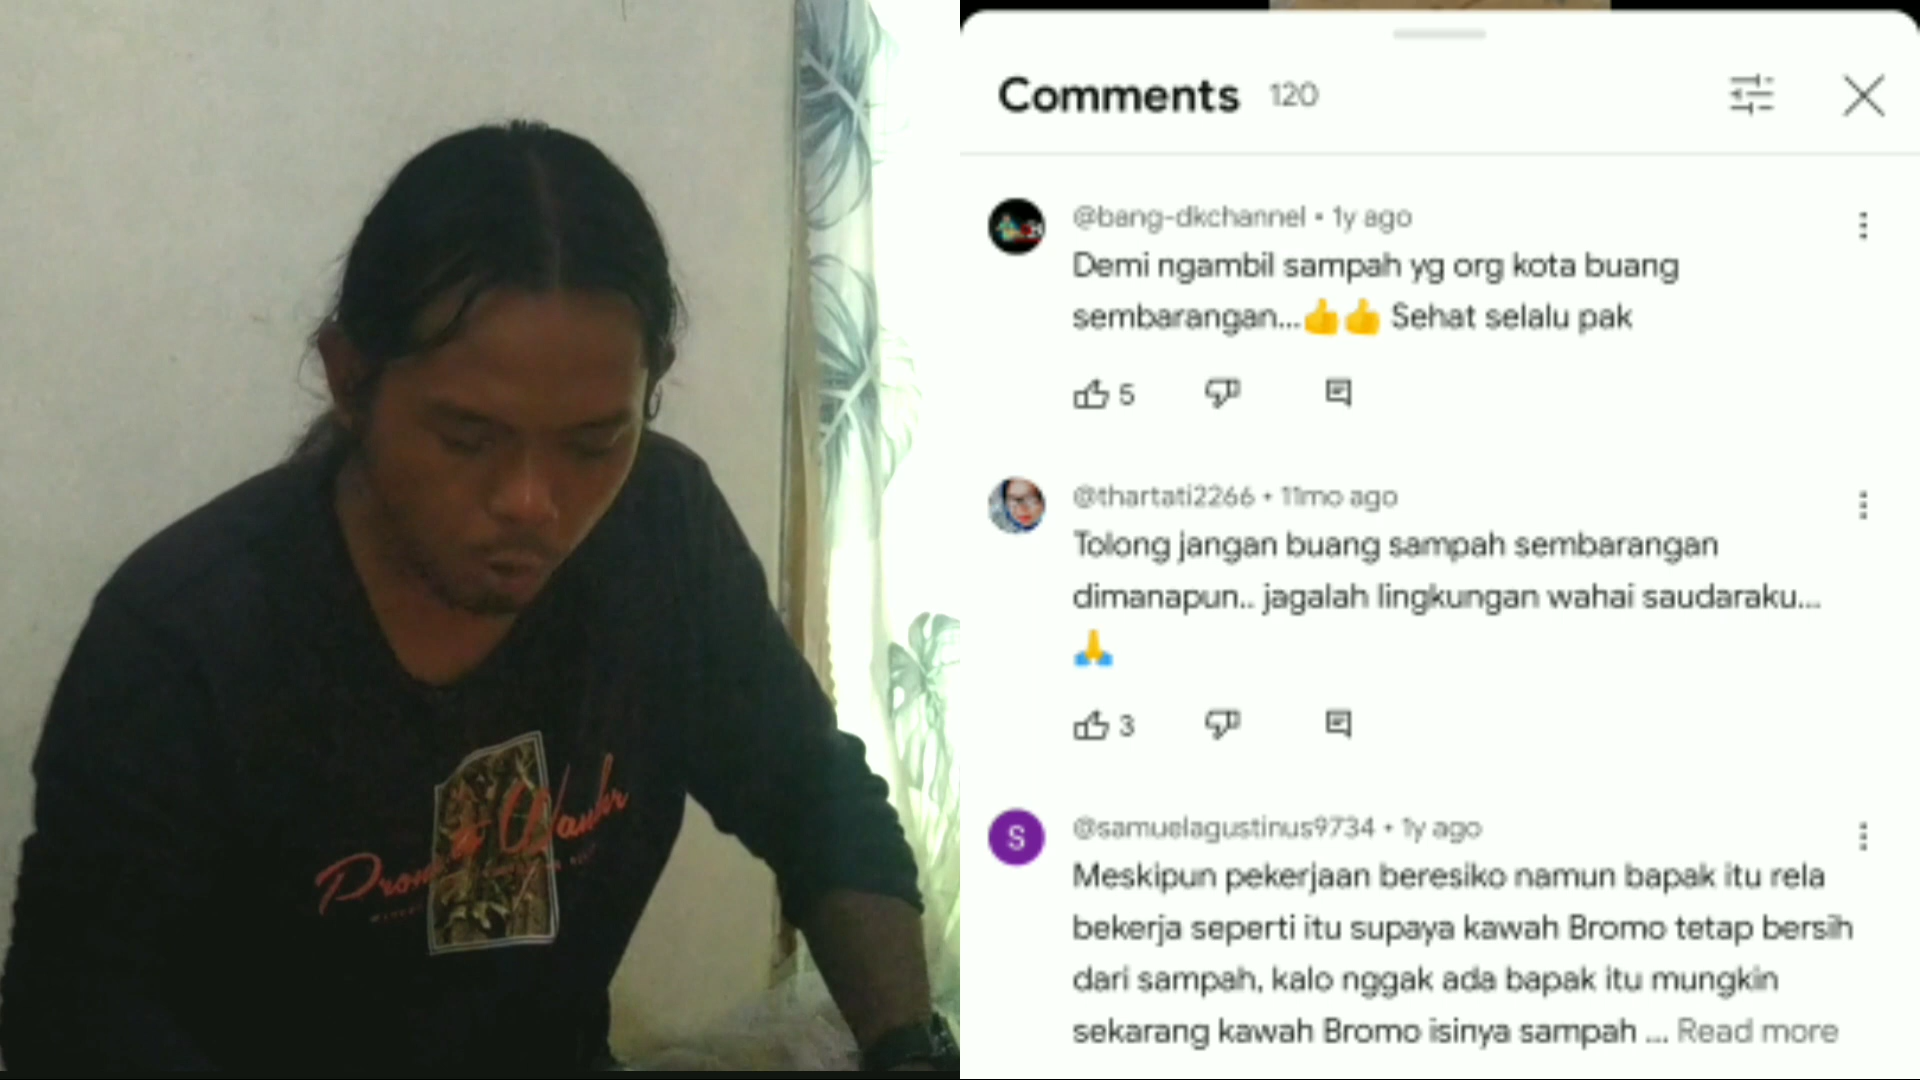 Comments 120
@bang-dkchannel • 1y ago
Demi ngambil sampah yg org kota buang
sembarangan...👍👍 Sehat selalu pak
5
@thartati2266 • 11mo ago
Tolong jangan buang sampah sembarangan
dimanapun.. jagalah lingkungan wahai saudaraku...
🙏
3
S
@samuelagustinus9734 • 1y ago
Meskipun pekerjaan beresiko namun bapak itu rela
bekerja seperti itu supaya kawah Bromo tetap bersih
dari sampah, kalo nggak ada bapak itu mungkin
sekarang kawah Bromo isinya sampah ... Read more